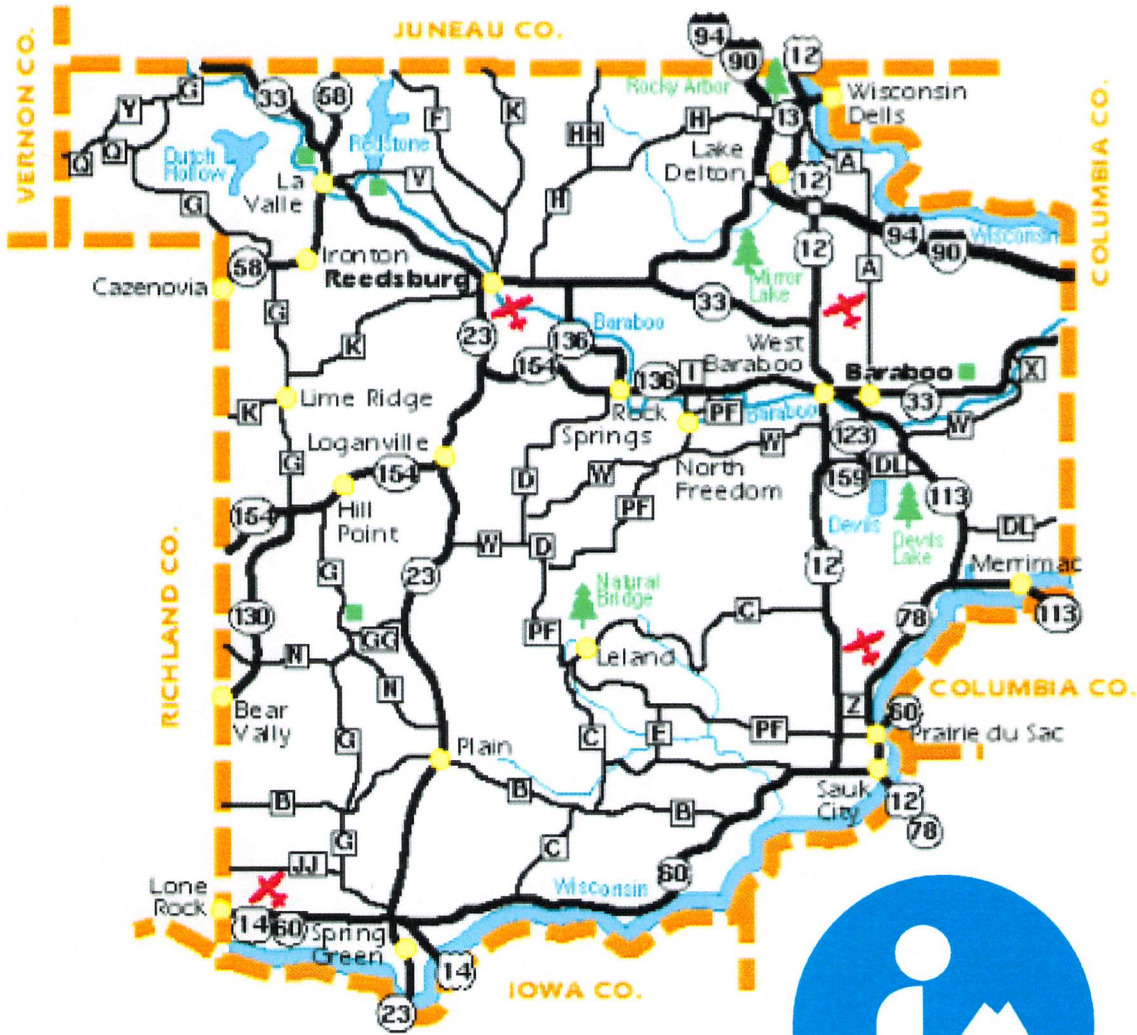 JUNEAU CO.
VERNON CO.
COLUMBIA CO.
94
90
12
Rocky Arbor
Wisconsin
Dells
13
G
Y
33
58
F
K
HH
H
Q
Q
Dutch
Hollow
Redstone
La
Valle
V
H
Lake
Delton
12
A
G
12
94
90
Wisconsin
58
Ironton
Cazenovia
Reedsburg
Mirror
Lake
A
G
K
23
Baraboo
136
33
154
West
Baraboo
Baraboo
X
K
Lime Ridge
Rock
Springs
136
I
PF
Baraboo
33
Loganville
G
154
D
W
North
Freedom
W
123
W
159
DL
Hill
Point
154
PF
Devils
Devils
Lake
113
DL
W
D
G
23
12
Merrimac
RICHLAND CO.
130
GG
Natural
Bridge
PF
C
78
113
N
N
Leland
COLUMBIA CO.
Bear
Vally
G
Z
60
Plain
C
E
PF
Prairie du Sac
B
B
B
Sauk
City
12
78
G
C
JJ
Wisconsin
60
Lone
Rock
14
60
Spring
Green
14
23
IOWA CO.